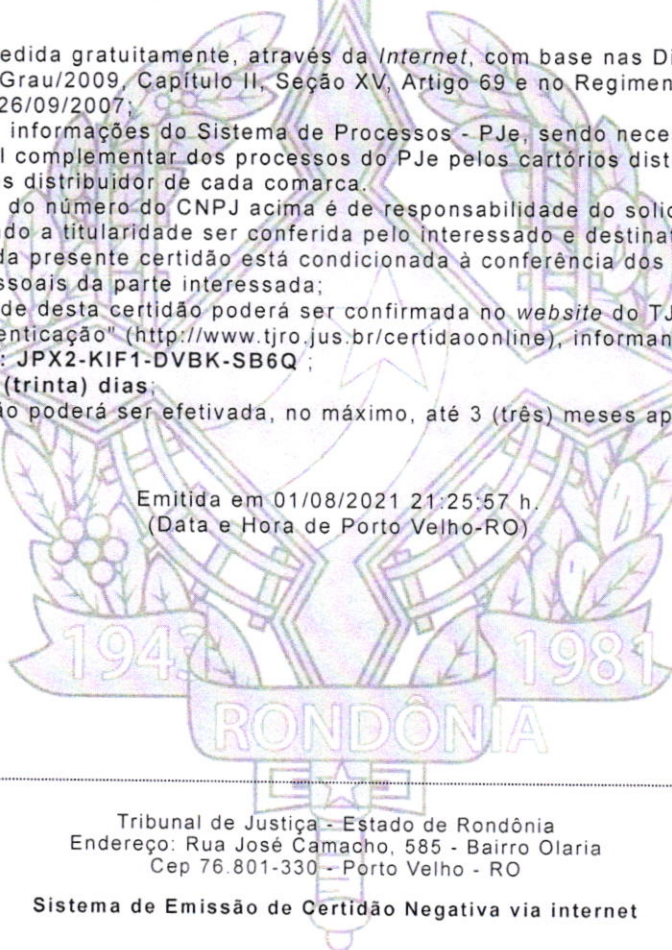 edida gratuitamente, através da Internet, com base nas Di
Grau/2009, Capítulo II, Seção XV, Artigo 69 e no Regimen
26/09/2007;
informações do Sistema de Processos - PJe, sendo nece
l complementar dos processos do PJe pelos cartórios dist
s distribuidor de cada comarca.
do número do CNPJ acima é de responsabilidade do solic
ndo a titularidade ser conferida pelo interessado e destinat
da presente certidão está condicionada à conferência dos
ssoais da parte interessada;
de desta certidão poderá ser confirmada no website do TJ
enticação" (http://www.tjro.jus.br/certidaoonline), informan
: JPX2-KIF1-DVBK-SB6Q ;
(trinta) dias;
ão poderá ser efetivada, no máximo, até 3 (três) meses ap
Emitida em 01/08/2021 21:25:57 h.
(Data e Hora de Porto Velho-RO)
1943 1981
RONDÔNIA
Tribunal de Justiça - Estado de Rondônia
Endereço: Rua José Camacho, 585 - Bairro Olaria
Cep 76.801-330 - Porto Velho - RO
Sistema de Emissão de Certidão Negativa via internet